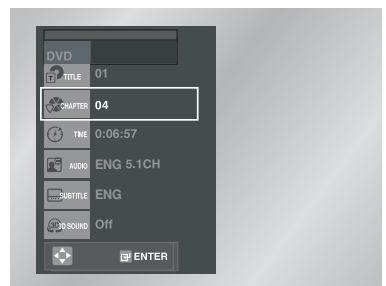 DVD
TITLE 01
CHAPTER 04
TIME 0:06:57
AUDIO ENG 5.1CH
SUBTITLE ENG
3D SOUND Off
ENTER